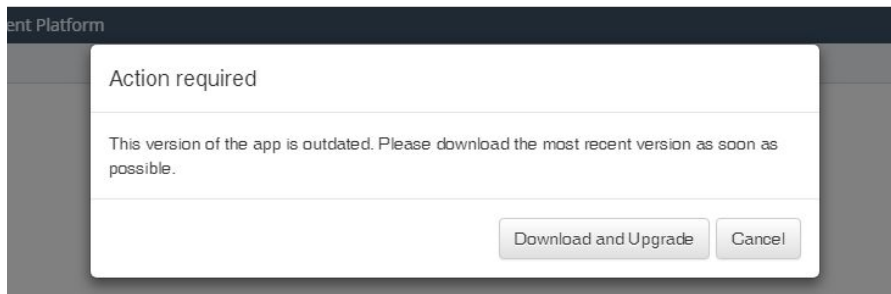 Platform
Action required
This version of the app is outdated. Please download the most recent version as soon as
possible.
Download and Upgrade Cancel